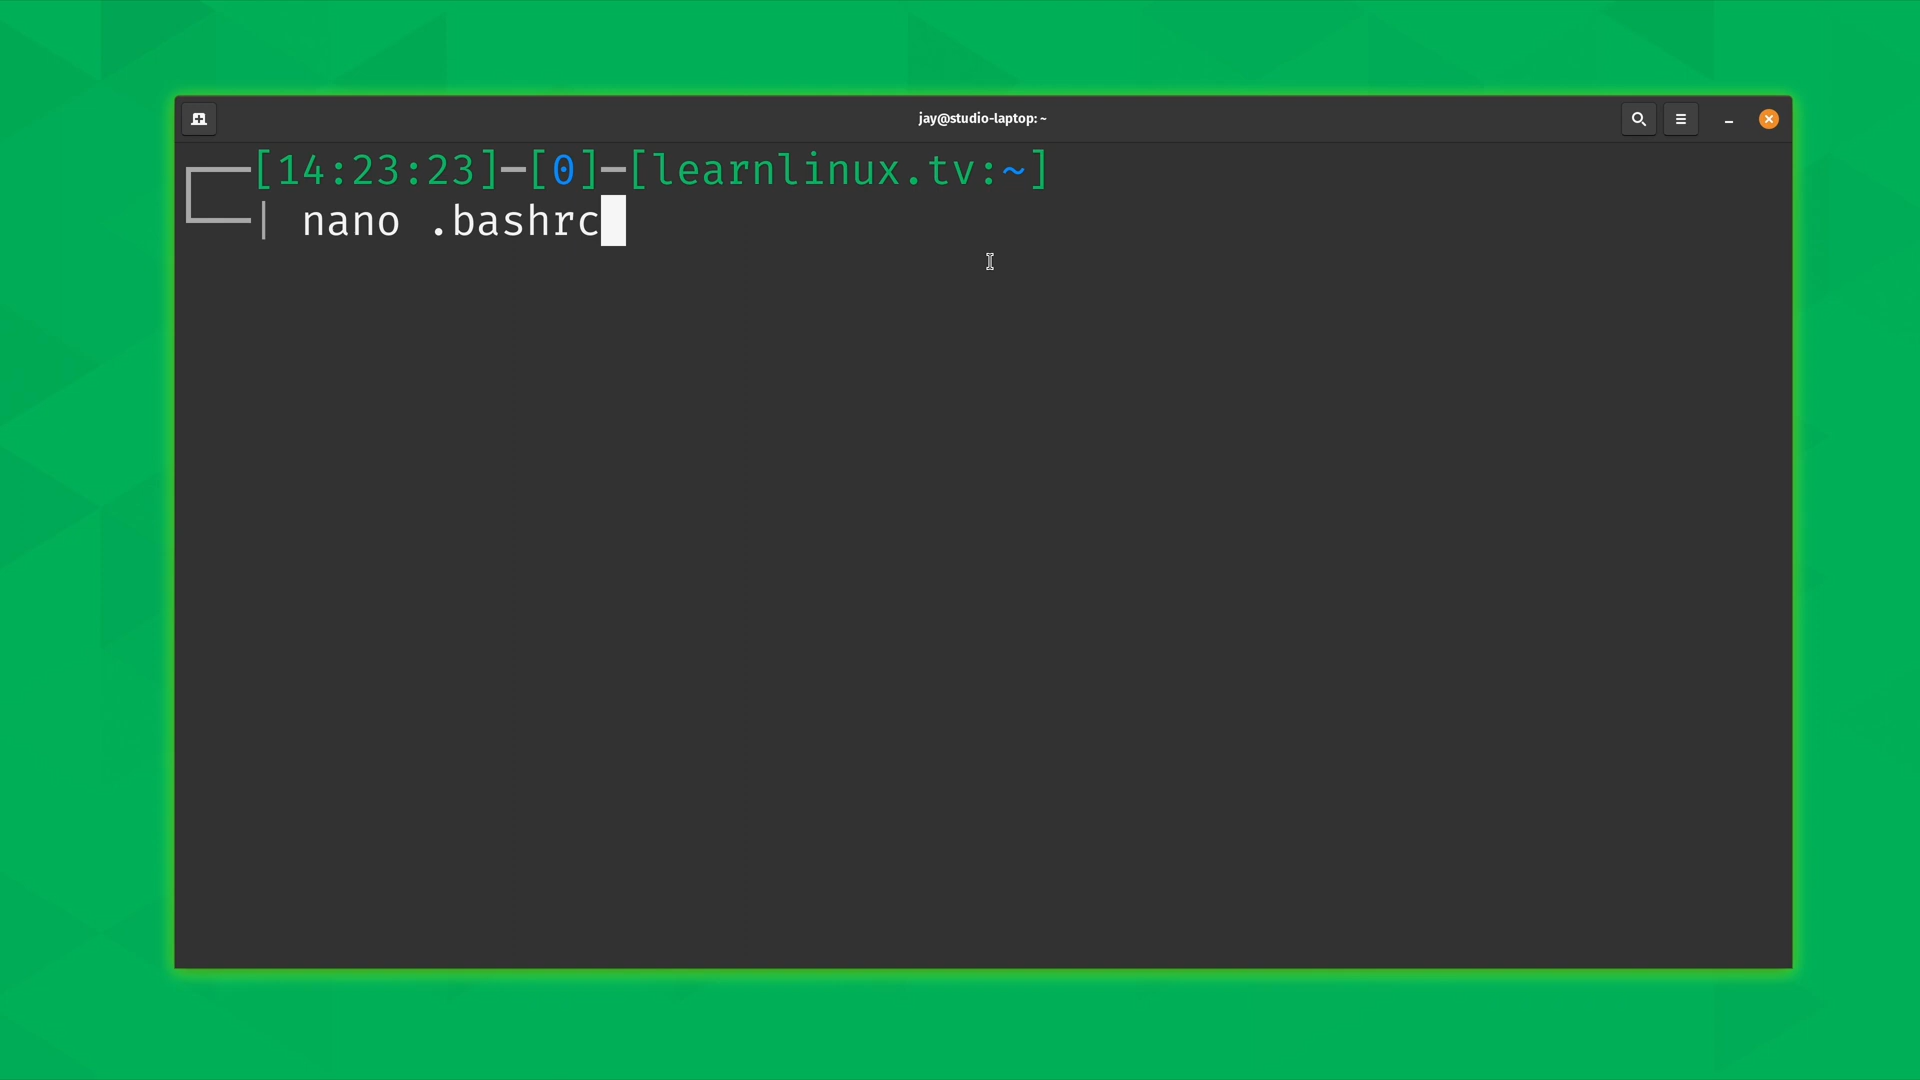 jay@studio-laptop: ~
[14:23:23]─[0]─[learnlinux.tv:~]
| nano .bashrc